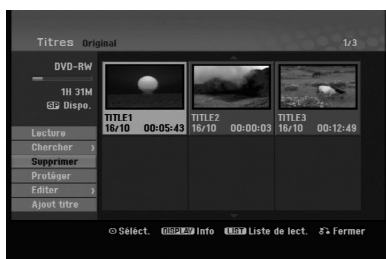 Titres Original 1/3
DVD-RW
1H 31M
SP Dispo.
TITLE1
16/10 00:05:43
TITLE2
16/10 00:00:03
TITLE3
16/10 00:12:49
Lecture
Chercher
Supprimer
Protéger
Editer
Ajout titre
Séléct. DISPLAY Info LIST Liste de lect. Fermer